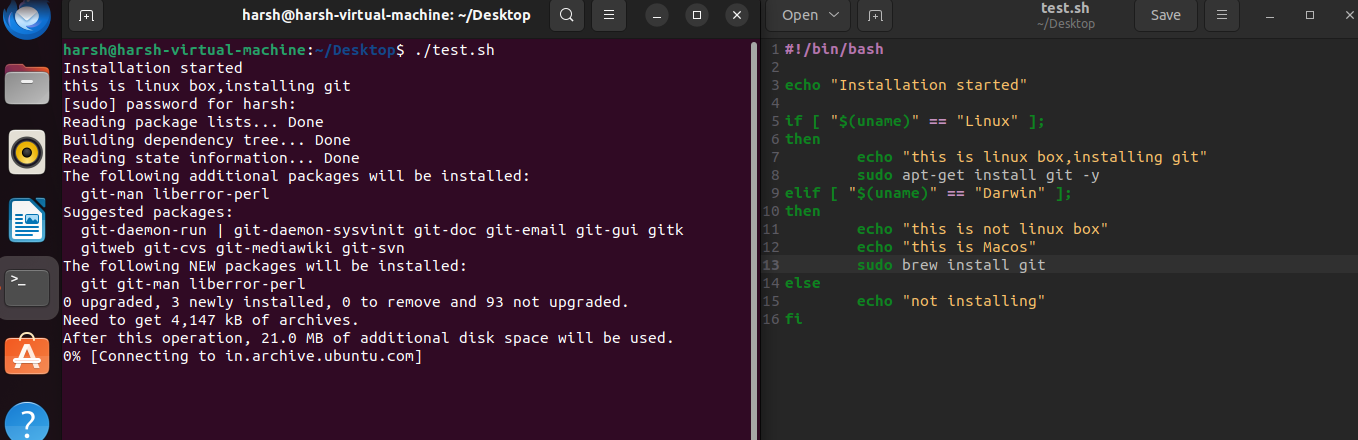 harsh@harsh-virtual-machine: ~/Desktop
harsh@harsh-virtual-machine:~/Desktop$ ./test.sh
Installation started
this is linux box,installing git
[sudo] password for harsh:
Reading package lists... Done
Building dependency tree... Done
Reading state information... Done
The following additional packages will be installed:
  git-man liberror-perl
Suggested packages:
  git-daemon-run | git-daemon-sysvinit git-doc git-email git-gui gitk
  gitweb git-cvs git-mediawiki git-svn
The following NEW packages will be installed:
  git git-man liberror-perl
0 upgraded, 3 newly installed, 0 to remove and 93 not upgraded.
Need to get 4,147 kB of archives.
After this operation, 21.0 MB of additional disk space will be used.
0% [Connecting to in.archive.ubuntu.com]
Open
test.sh
~/Desktop
Save
1 #!/bin/bash
2
3 echo "Installation started"
4
5 if [ "$(uname)" == "Linux" ];
6 then
7         echo "this is linux box,installing git"
8         sudo apt-get install git -y
9 elif [ "$(uname)" == "Darwin" ];
10 then
11         echo "this is not linux box"
12         echo "this is Macos"
13         sudo brew install git
14 else
15         echo "not installing"
16 fi